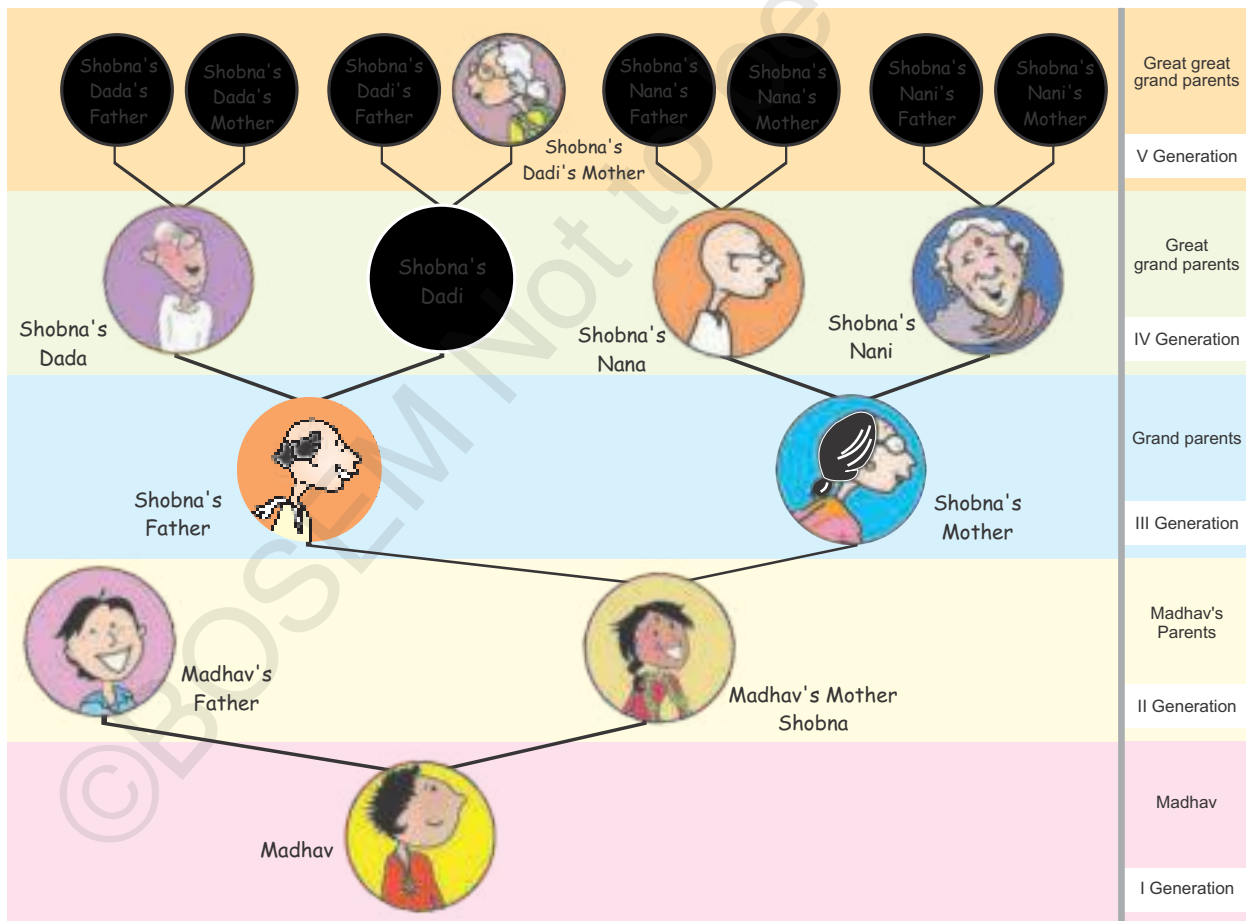 Shobna's
Dada's
Father
Shobna's
Dada's
Mother
Shobna's
Dadi's
Father
Shobna's
Dadi's Mother
Shobna's
Nana's
Father
Shobna's
Nana's
Mother
Shobna's
Nani's
Father
Shobna's
Nani's
Mother
Great great
grand parents
V Generation
Shobna's
Dada
Shobna's
Dadi
Shobna's
Nana
Shobna's
Nani
Great
grand parents
IV Generation
Shobna's
Father
Shobna's
Mother
Grand parents
III Generation
Madhav's
Father
Madhav's Mother
Shobna
Madhav's
Parents
II Generation
Madhav
Madhav
I Generation
©BOSEM Not to be